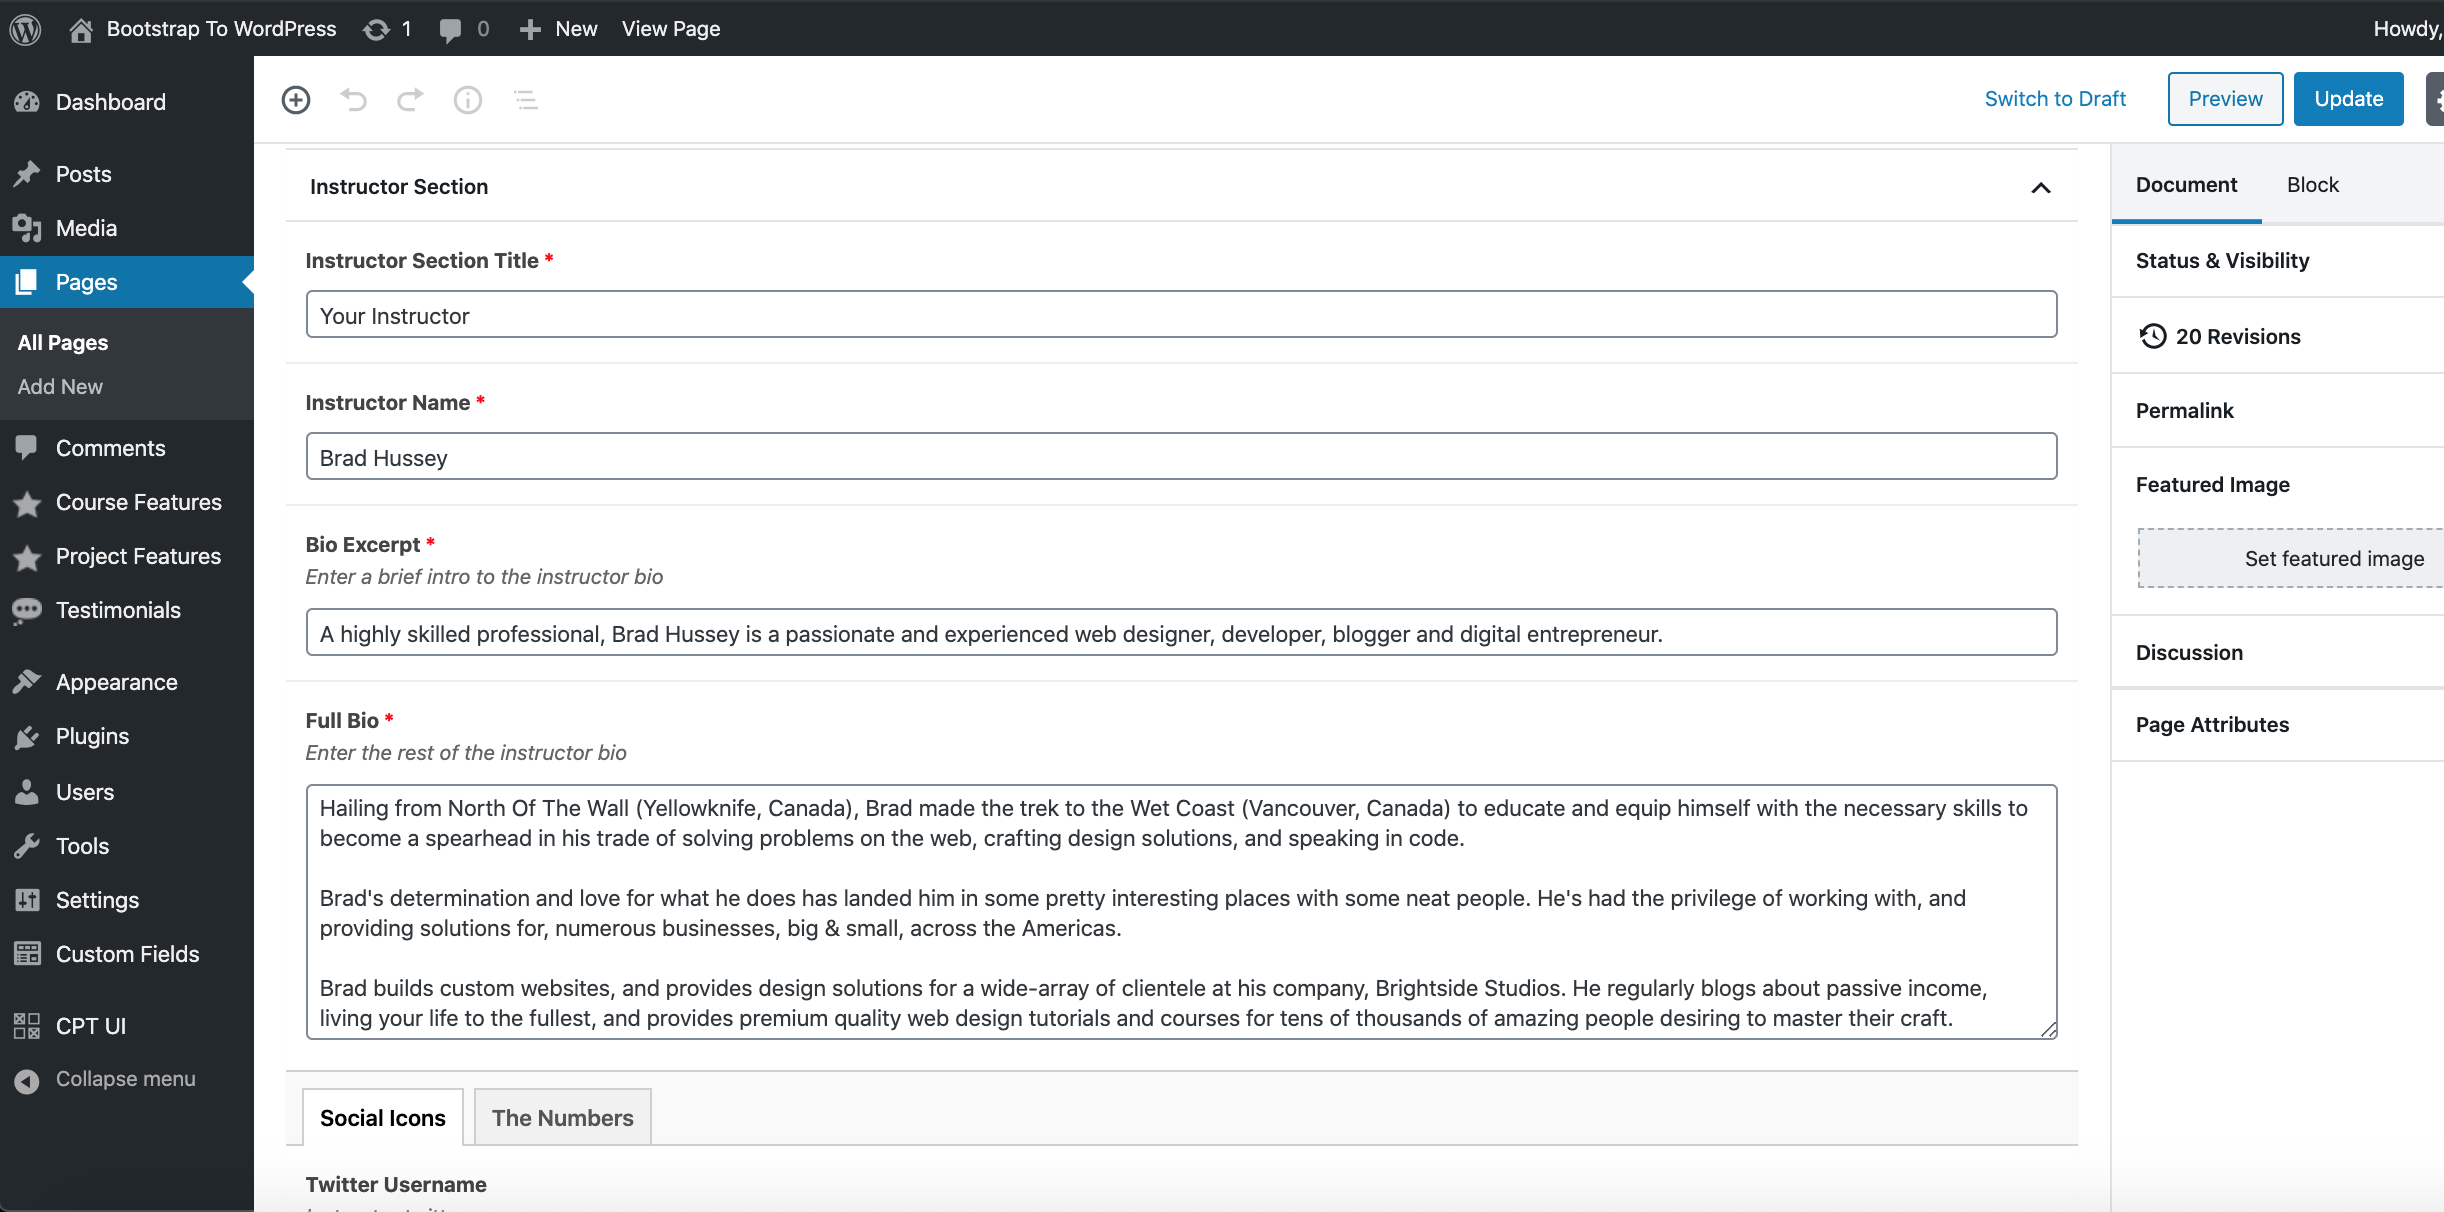 Bootstrap To WordPress 1 0 New View Page Howdy,
Dashboard
Posts
Media
Pages
All Pages
Add New
Comments
Course Features
Project Features
Testimonials
Appearance
Plugins
Users
Tools
Settings
Custom Fields
CPT UI
Collapse menu
Switch to Draft Preview Update
Instructor Section
Instructor Section Title *
Your Instructor
Instructor Name *
Brad Hussey
Bio Excerpt *
Enter a brief intro to the instructor bio
A highly skilled professional, Brad Hussey is a passionate and experienced web designer, developer, blogger and digital entrepreneur.
Full Bio *
Enter the rest of the instructor bio
Hailing from North Of The Wall (Yellowknife, Canada), Brad made the trek to the Wet Coast (Vancouver, Canada) to educate and equip himself with the necessary skills to
become a spearhead in his trade of solving problems on the web, crafting design solutions, and speaking in code.
Brad's determination and love for what he does has landed him in some pretty interesting places with some neat people. He's had the privilege of working with, and
providing solutions for, numerous businesses, big & small, across the Americas.
Brad builds custom websites, and provides design solutions for a wide-array of clientele at his company, Brightside Studios. He regularly blogs about passive income,
living your life to the fullest, and provides premium quality web design tutorials and courses for tens of thousands of amazing people desiring to master their craft.
Social Icons The Numbers
Twitter Username
Document Block
Status & Visibility
20 Revisions
Permalink
Featured Image
Set featured image
Discussion
Page Attributes